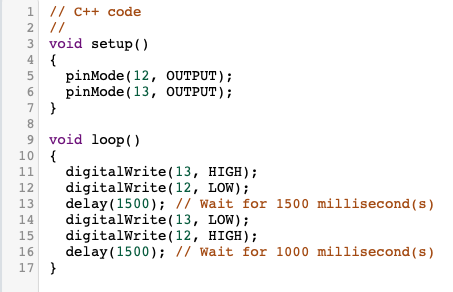 1 // C++ code
2 //
3 void setup()
4 {
5   pinMode(12, OUTPUT);
6   pinMode(13, OUTPUT);
7 }
8
9 void loop()
10 {
11   digitalWrite(13, HIGH);
12   digitalWrite(12, LOW);
13   delay(1500); // Wait for 1500 millisecond(s)
14   digitalWrite(13, LOW);
15   digitalWrite(12, HIGH);
16   delay(1500); // Wait for 1000 millisecond(s)
17 }